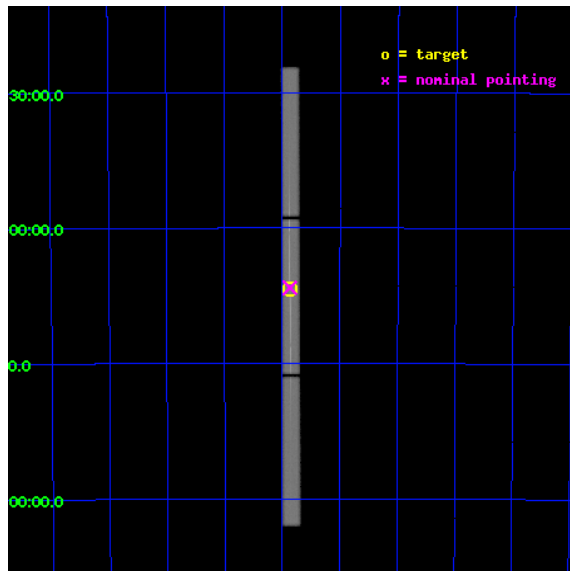 o = target
x = nominal pointing
30:00.0
00:00.0
0.0
00:00.0